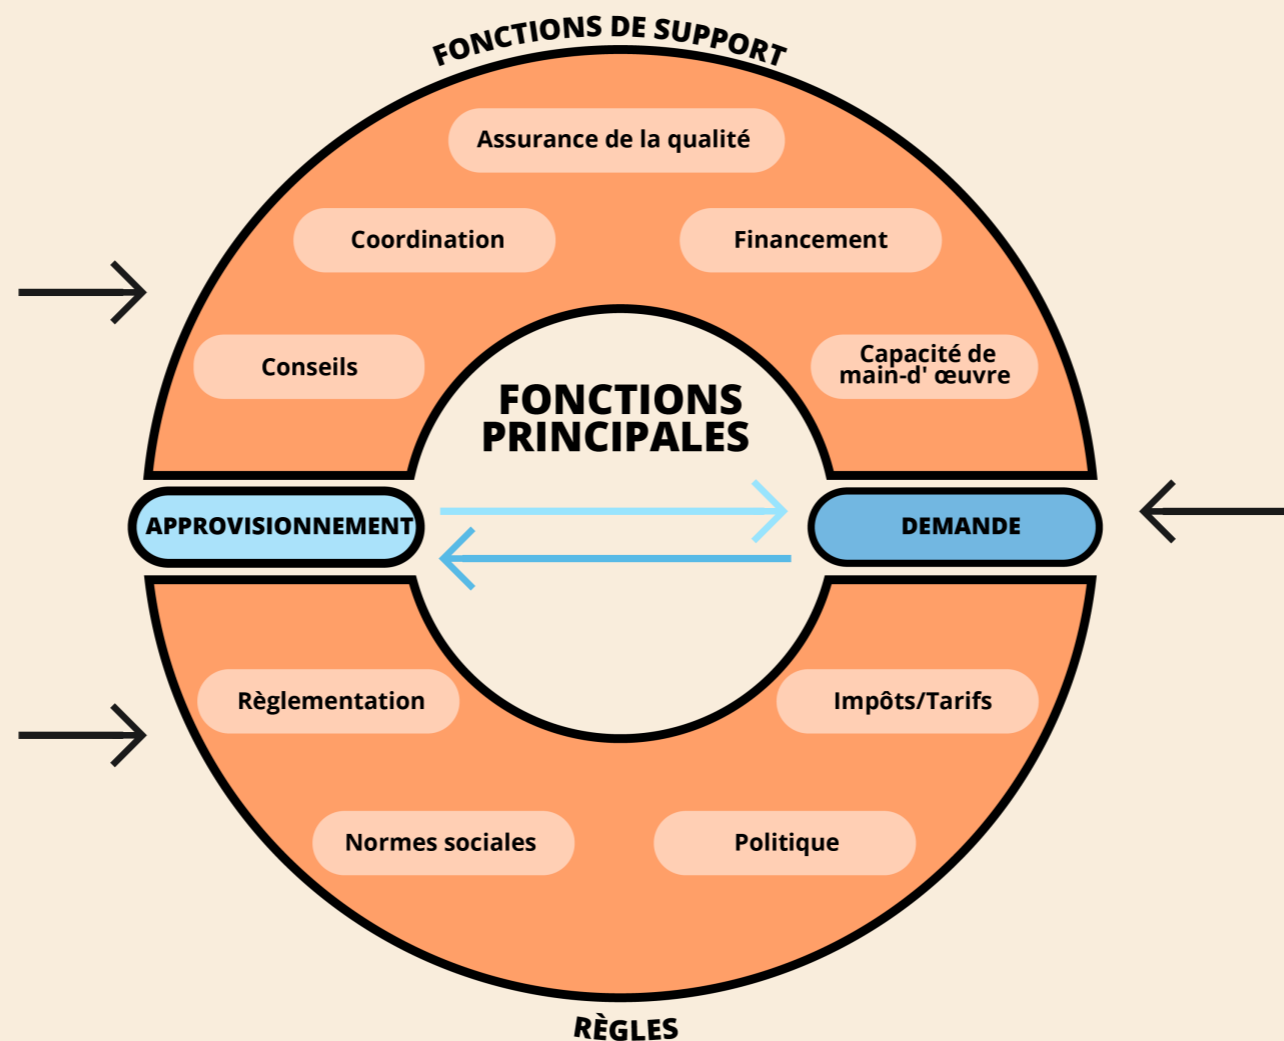 FONCTIONS DE SUPPORT
Assurance de la qualité
Coordination
Financement
Conseils
Capacité de
main-d' œuvre
FONCTIONS
PRINCIPALES
APPROVISIONNEMENT
DEMANDE
Règlementation
Impôts/Tarifs
Normes sociales
Politique
RÈGLES